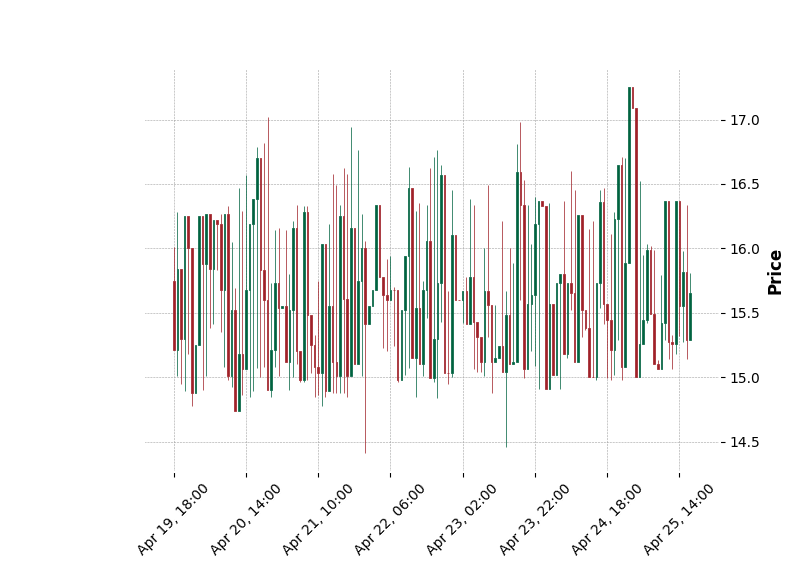 17.0
16.5
16.0
15.5
15.0
14.5
Price
Apr 19, 18:00
Apr 20, 14:00
Apr 21, 10:00
Apr 22, 06:00
Apr 23, 02:00
Apr 23, 22:00
Apr 24, 18:00
Apr 25, 14:00